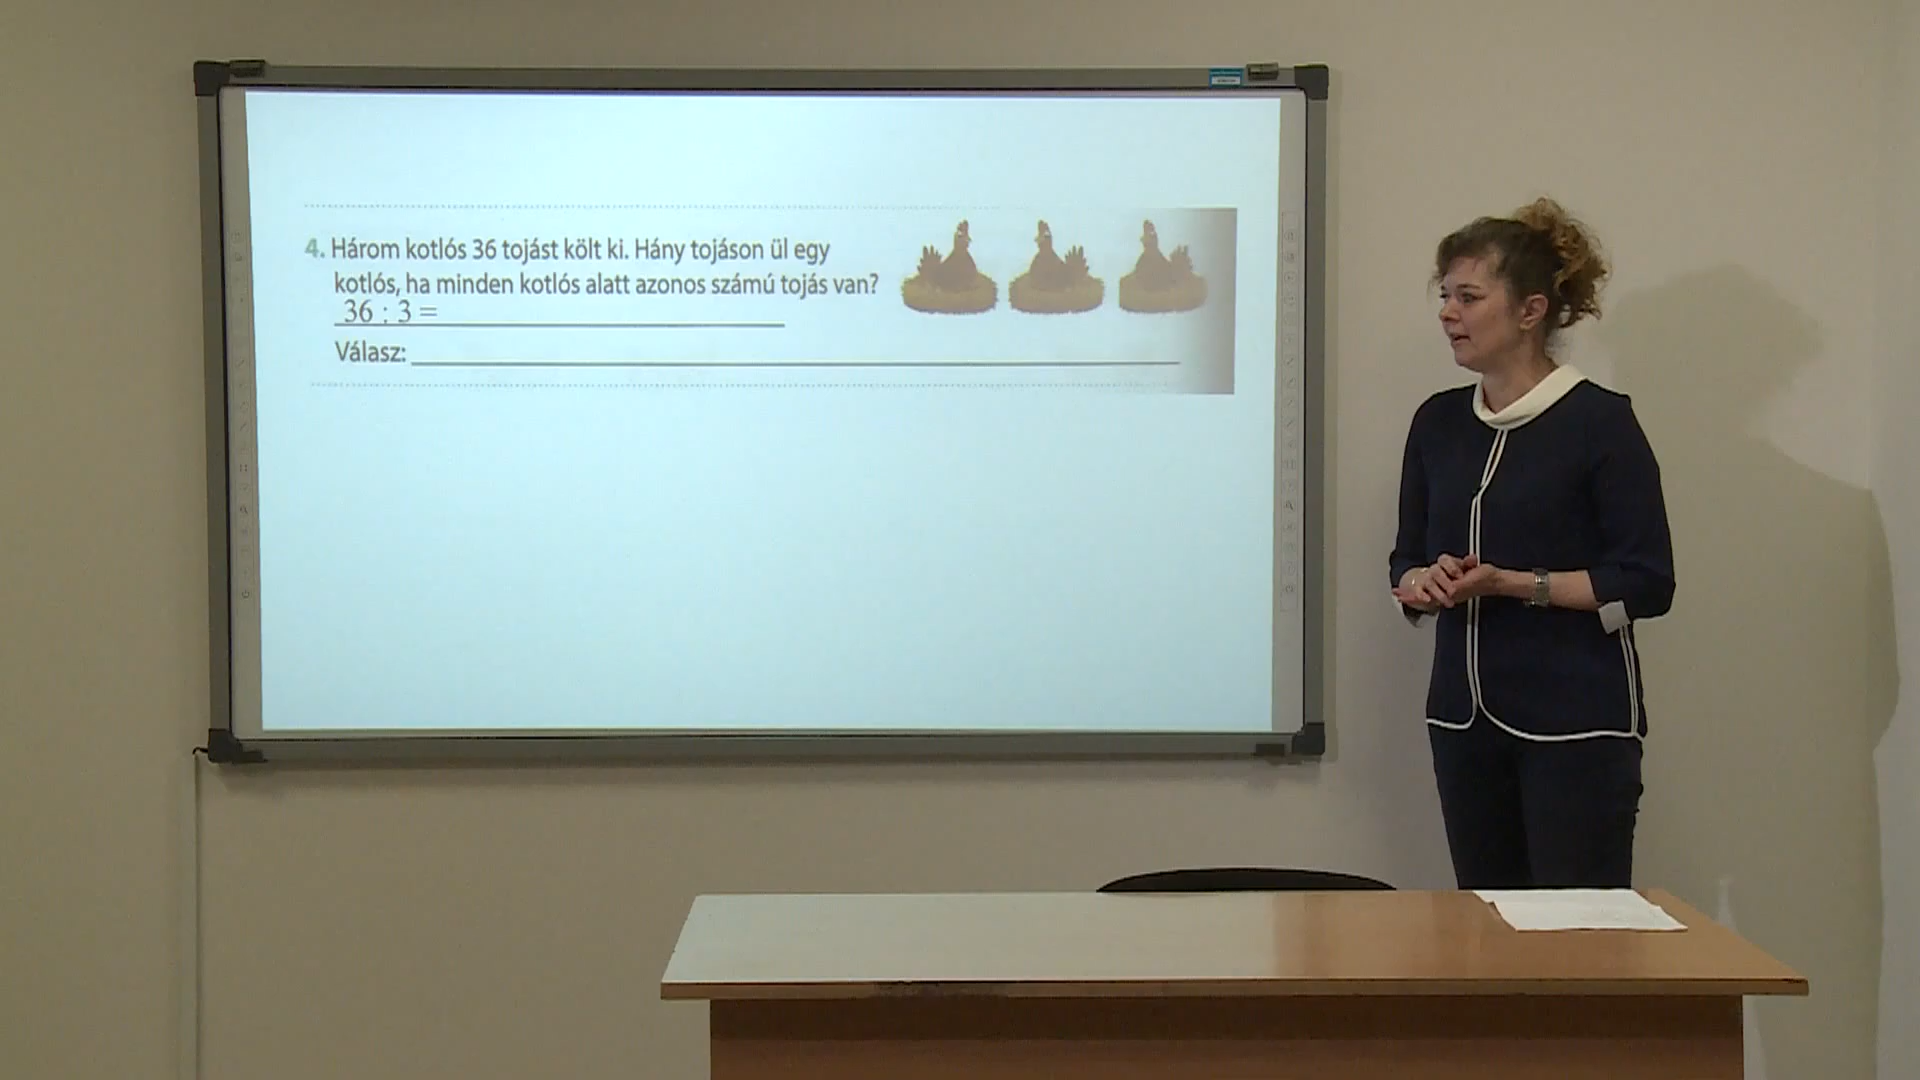 4. Három kotlós 36 tojást költ ki. Hány tojáson ül egy
kotlós, ha minden kotlós alatt azonos számú tojás van?
36 : 3 =
Válasz: